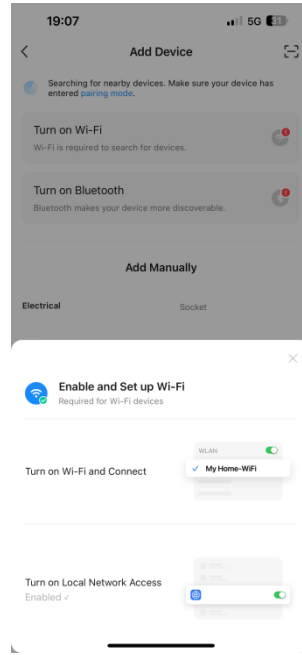 19:07
5G 31
Add Device
Searching for nearby devices. Make sure your device has
entered pairing mode.
Turn on Wi-Fi
Wi-Fi is required to search for devices.
Turn on Bluetooth
Bluetooth makes your device more discoverable.
Add Manually
Electrical
Socket
Enable and Set up Wi-Fi
Required for Wi-Fi devices
WLAN
Turn on Wi-Fi and Connect
✓ My Home-WiFi
Turn on Local Network Access
Enabled ✓